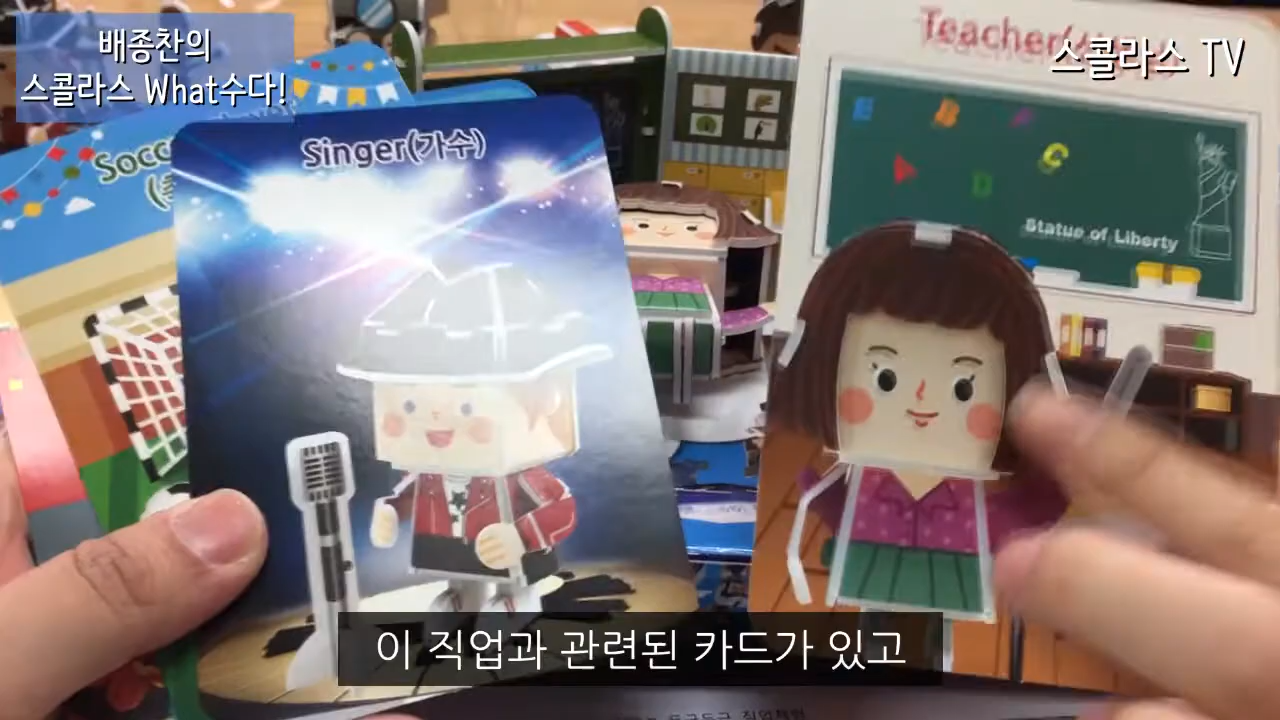 배종찬의
스콜라스 What수다!
스콜라스 TV
Teacher
Singer(가수)
E B A
C
D
Statue of Liberty
이 직업과 관련된 카드가 있고